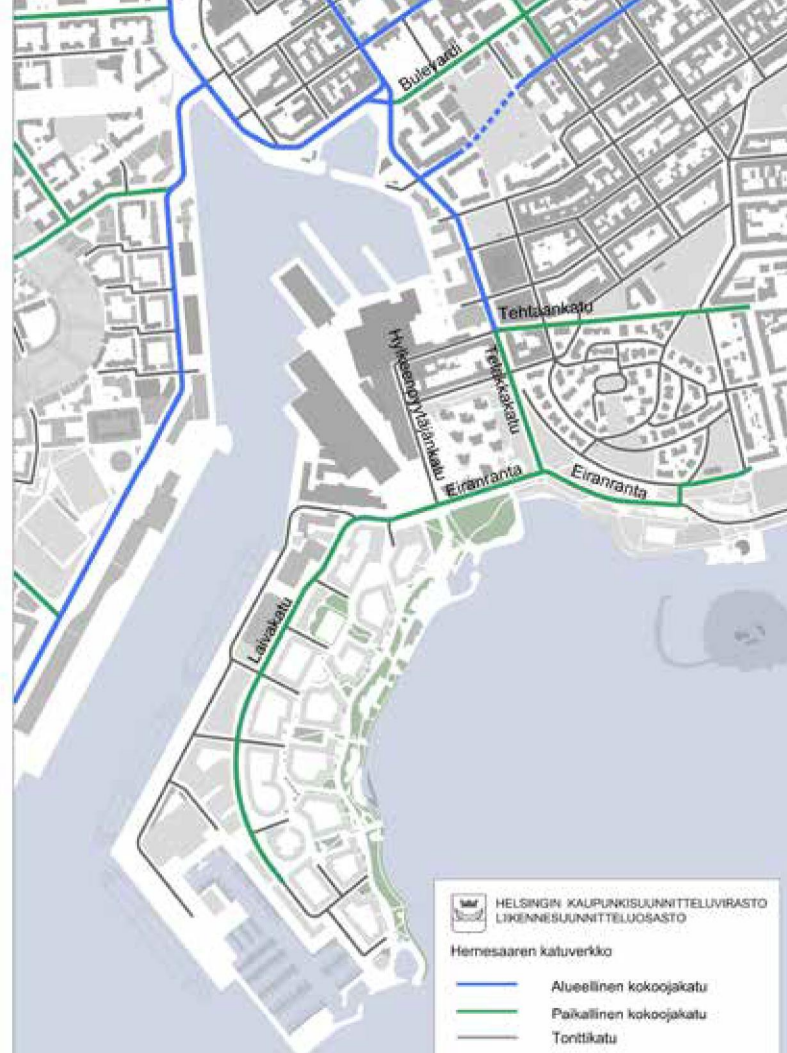 Bulevardi
Tehtaankatu
Hylkeenpyytäjänkatu
Telakkakatu
Eiranranta
Eiranranta
Laivakatu
HELSINGIN KAUPUNKISUUNNITTELUVIRASTO
LIIKENNESUUNNITTELUOSASTO
Hernesaaren katuverkko
Alueellinen kokoojakatu
Paikallinen kokoojakatu
Tonttikatu